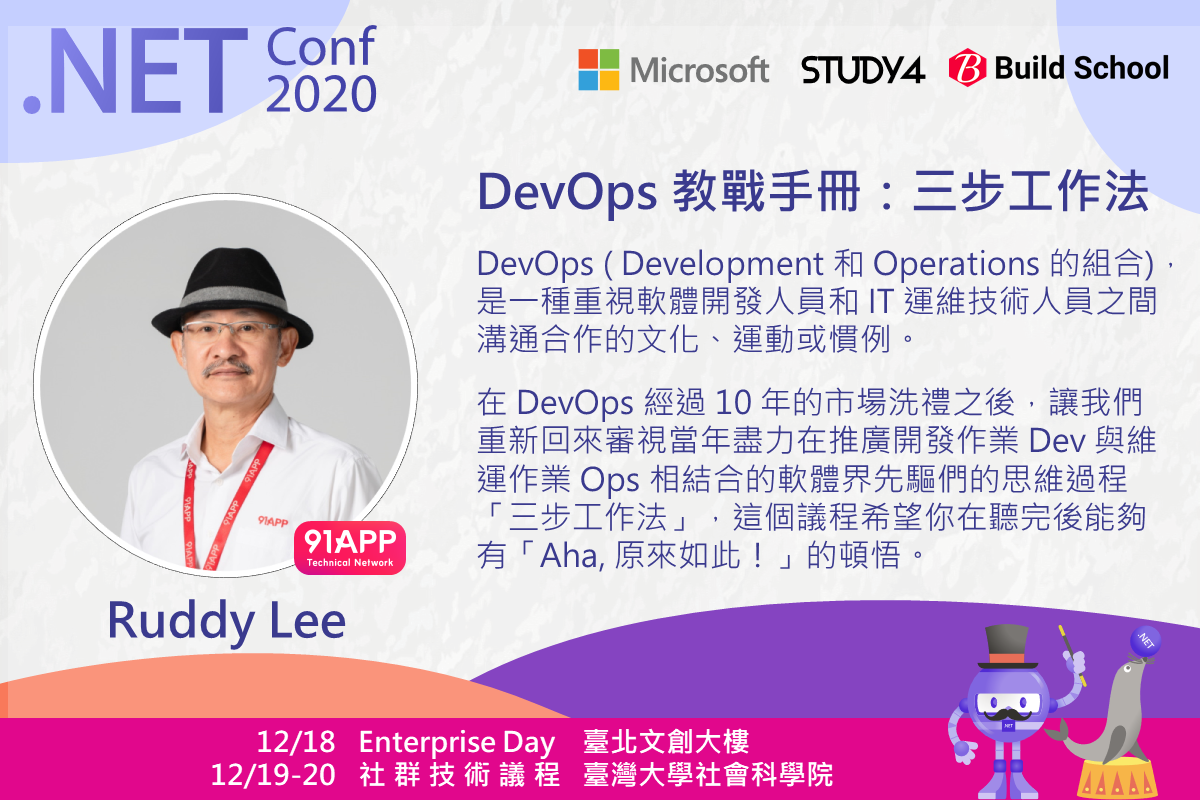 .NET Conf 2020
Microsoft
STUDY4
Build School
DevOps 教戰手冊：三步工作法
DevOps ( Development 和 Operations 的組合)，
是一種重視軟體開發人員和 IT 運維技術人員之間
溝通合作的文化、運動或慣例。
在 DevOps 經過 10 年的市場洗禮之後，讓我們
重新回來審視當年盡力在推廣開發作業 Dev 與維
運作業 Ops 相結合的軟體界先驅們的思維過程
「三步工作法」，這個議程希望你在聽完後能夠
有「Aha, 原來如此！」的頓悟。
91APP
91APP
91APP
91APP
Technical Network
Ruddy Lee
.NET
.NET
12/18 Enterprise Day 臺北文創大樓
12/19-20 社群技術議程 臺灣大學社會科學院